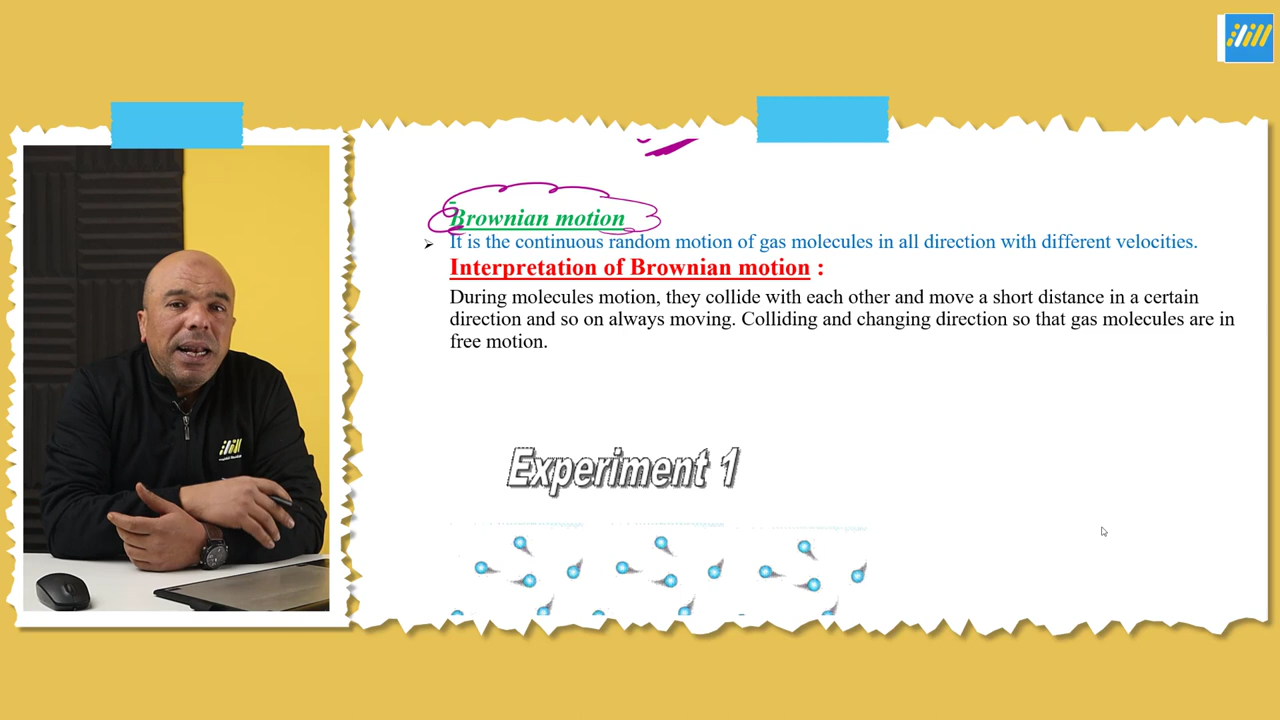 Brownian motion
It is the continuous random motion of gas molecules in all direction with different velocities.
Interpretation of Brownian motion :
During molecules motion, they collide with each other and move a short distance in a certain
direction and so on always moving. Colliding and changing direction so that gas molecules are in
free motion.
Experiment 1